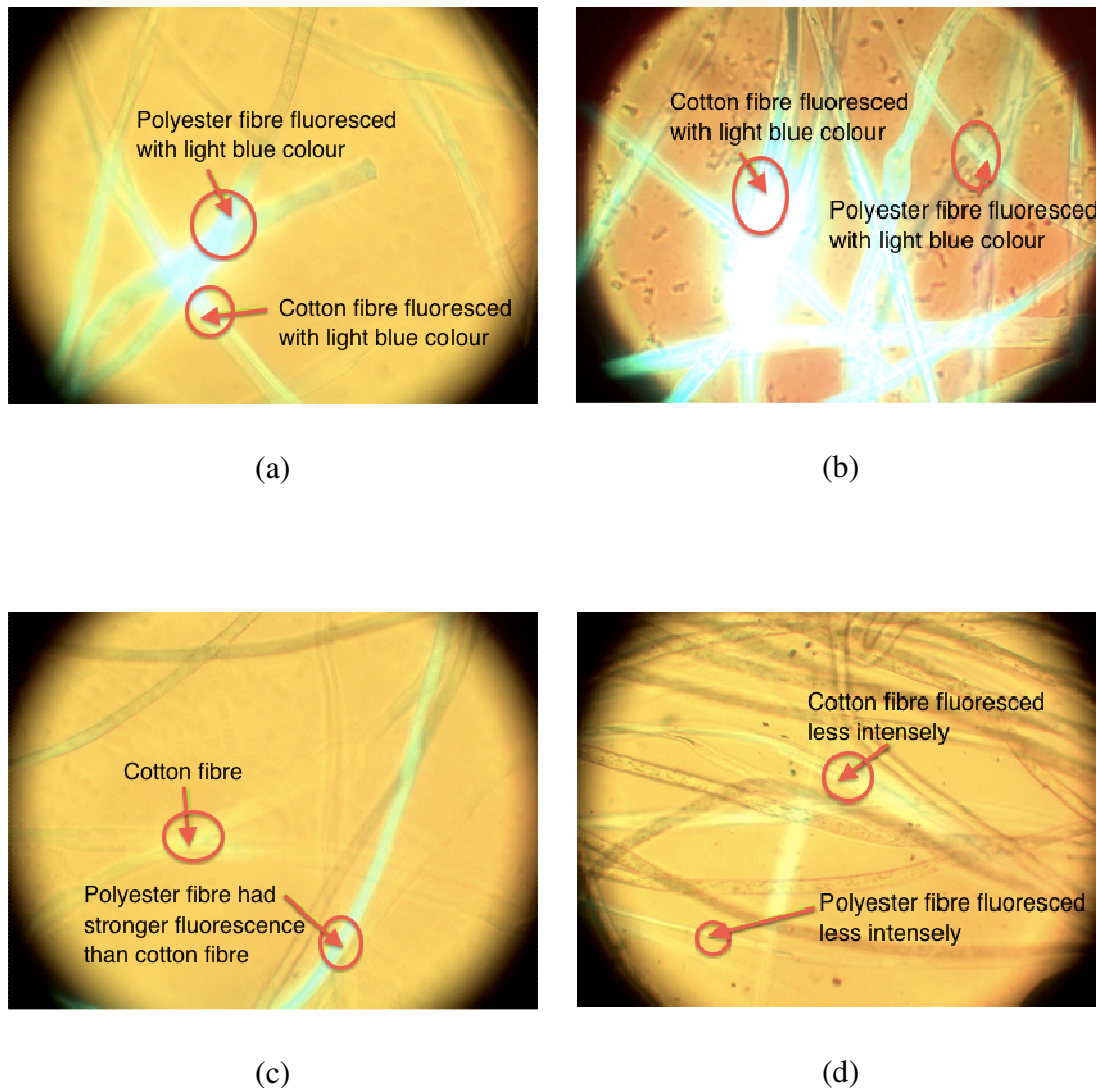 Polyester fibre fluoresced
with light blue colour
Cotton fibre fluoresced
with light blue colour
(a)
Cotton fibre fluoresced
with light blue colour
Polyester fibre fluoresced
with light blue colour
(b)
Cotton fibre
Polyester fibre had
stronger fluorescence
than cotton fibre
(c)
Cotton fibre fluoresced
less intensely
Polyester fibre fluoresced
less intensely
(d)